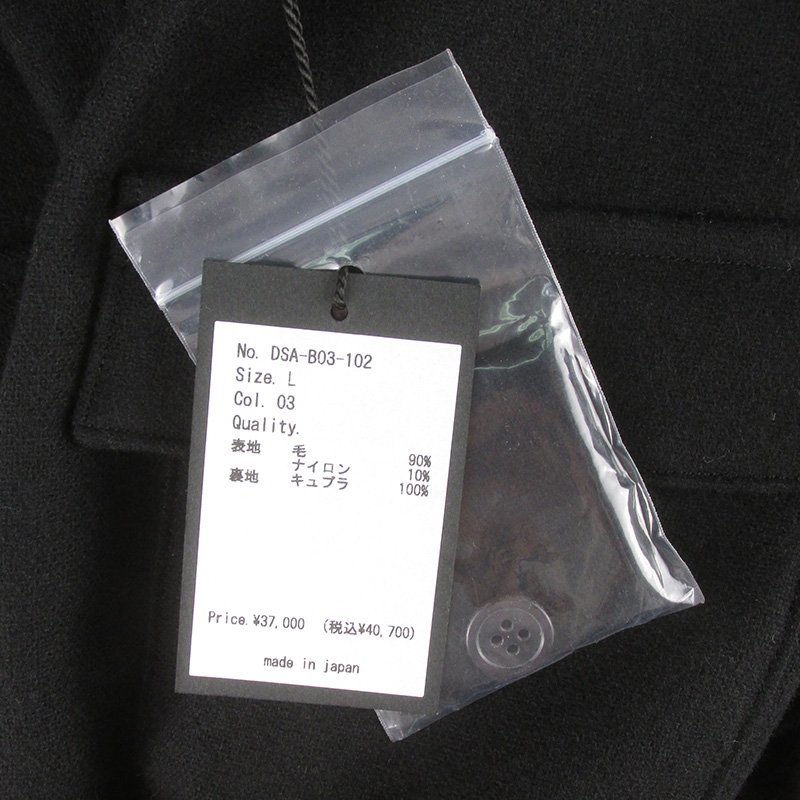 No. DSA-B03-102
Size. L
Col. 03
Quality.
表地 毛 90%
ナイロン 10%
裏地 キュプラ 100%
Price. ¥37,000 (税込¥40,700)
made in japan